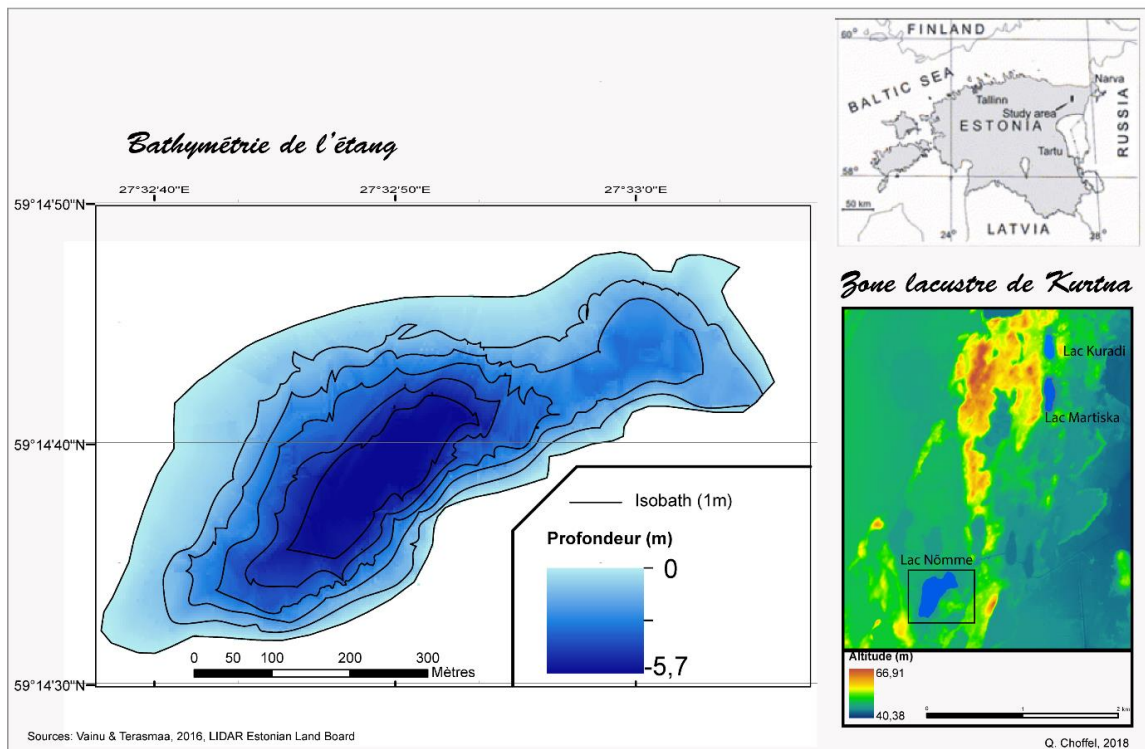 Bathymétrie de l'étang
27°32'40"E 27°32'50"E 27°33'0"E
59°14'50"N
59°14'40"N
59°14'30"N
Isobath (1m)
Profondeur (m)
0
-5,7
0 50 100 200 300
Mètres
Sources: Vainu & Terasmaa, 2016, LIDAR Estonian Land Board
60°
FINLAND
BALTIC SEA
Narva
Tallinn
Study area
ESTONIA
RUSSIA
Tartu
58°
50 km
24°
LATVIA
28°
Zone lacustre de Kurtna
Lac Kuradi
Lac Martiska
Lac Nõmme
Altitude (m)
66,91
40,38
0 1 2 km
Q. Choffel, 2018